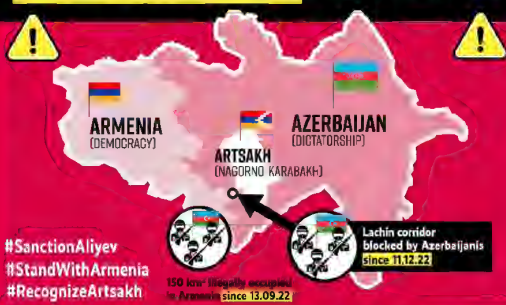 ARMENIA
(DEMOCRACY)
AZERBAIJAN
(DICTATORSHIP)
ARTSAKH
(NAGORNO KARABAKH)
Lachin corridor
blocked by Azerbaijanis
since 11.12.22
150 km² illegally occupied
in Armenia since 13.09.22
#SanctionAliyev
#StandWithArmenia
#RecognizeArtsakh